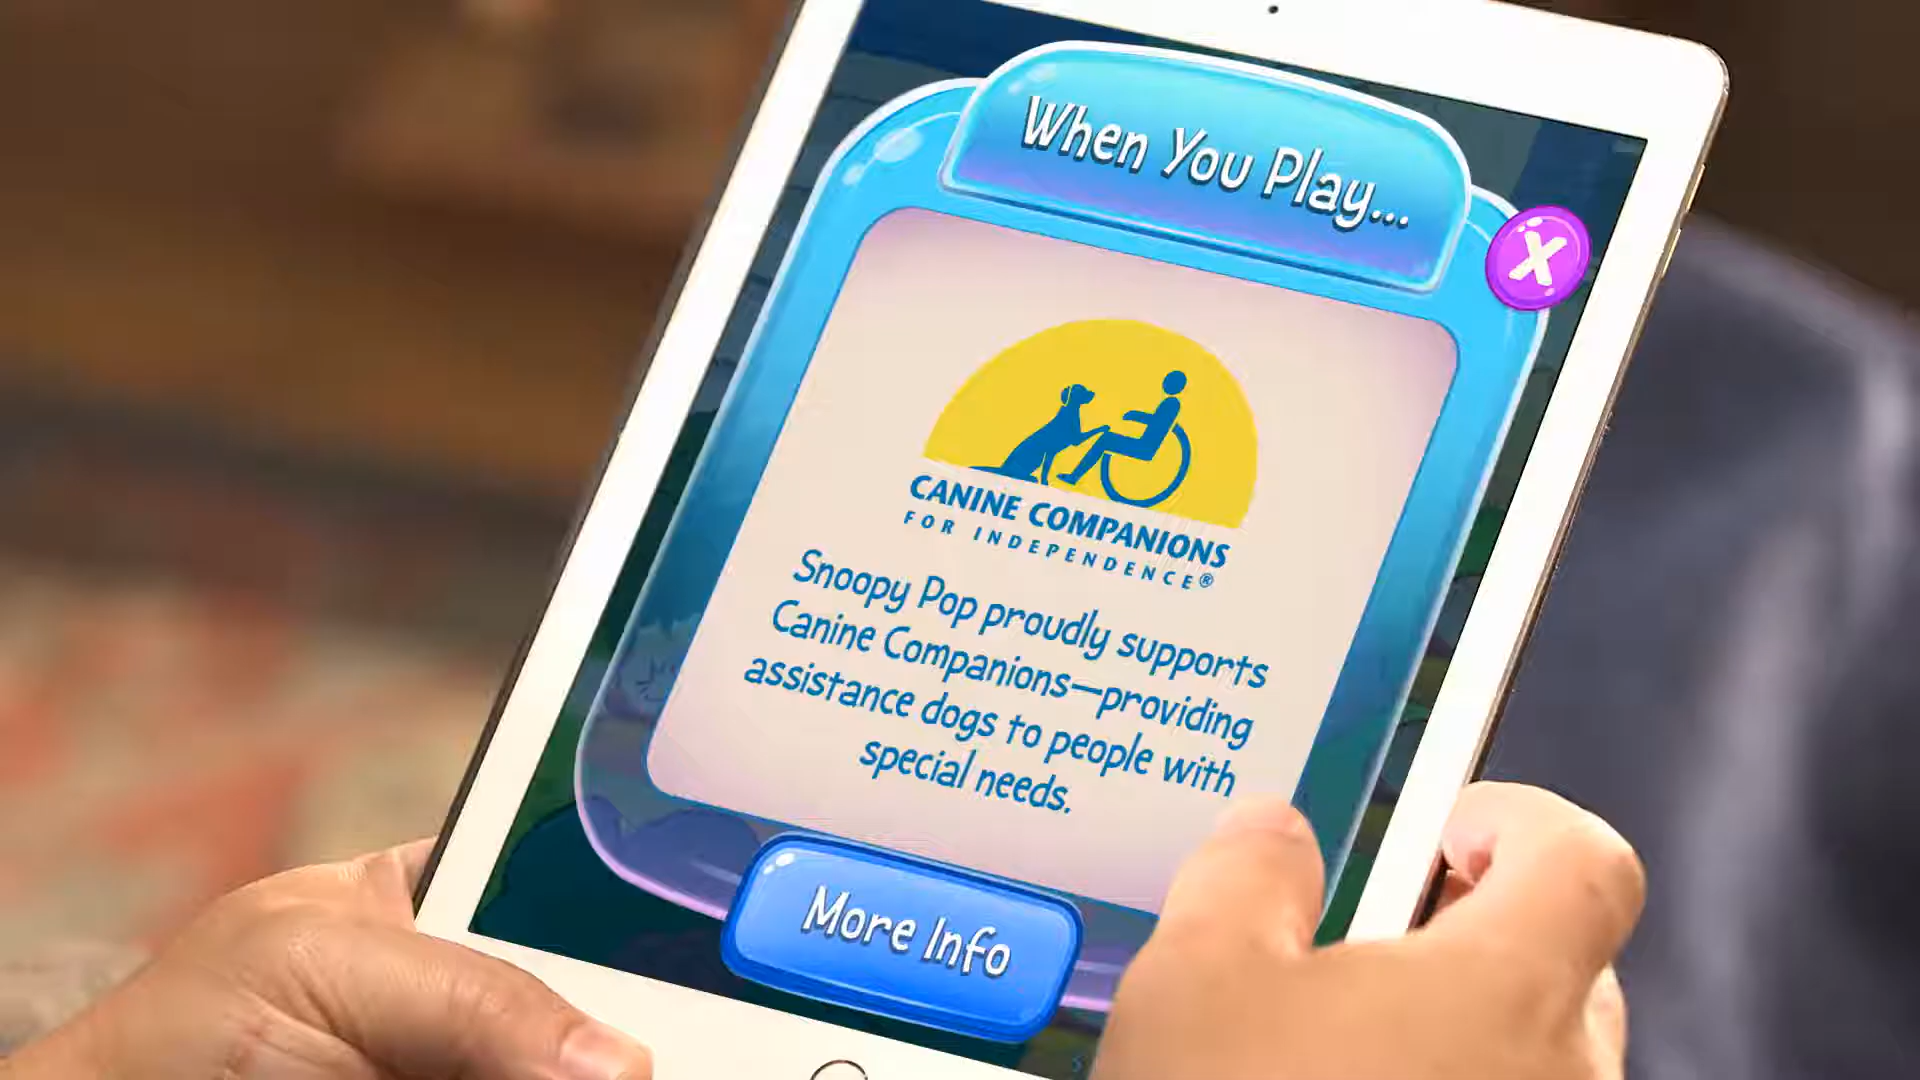 When You Play...
X
CANINE COMPANIONS
FOR INDEPENDENCE®
Snoopy Pop proudly supports
Canine Companions—providing
assistance dogs to people with
special needs.
More Info